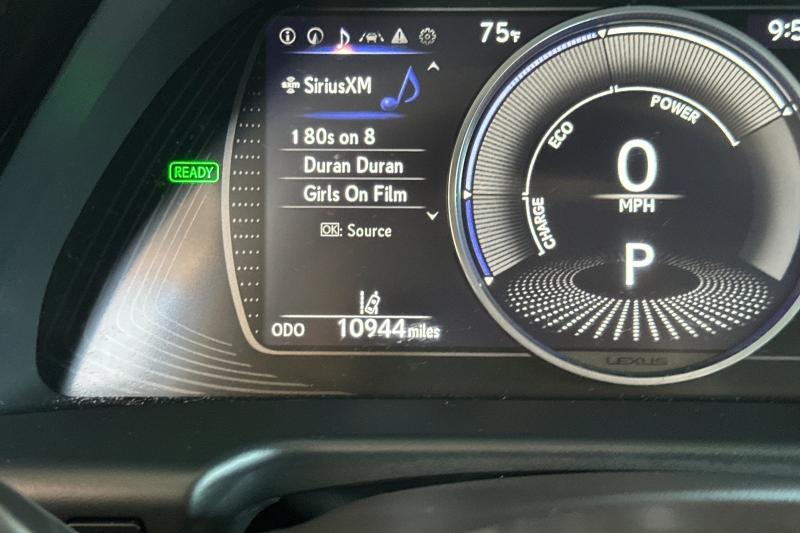 75°F
9:5
sxm SiriusXM
1 80s on 8
Duran Duran
Girls On Film
OK: Source
READY
ODO 10944 miles
POWER
ECO
CHARGE
0
MPH
P
LEXUS